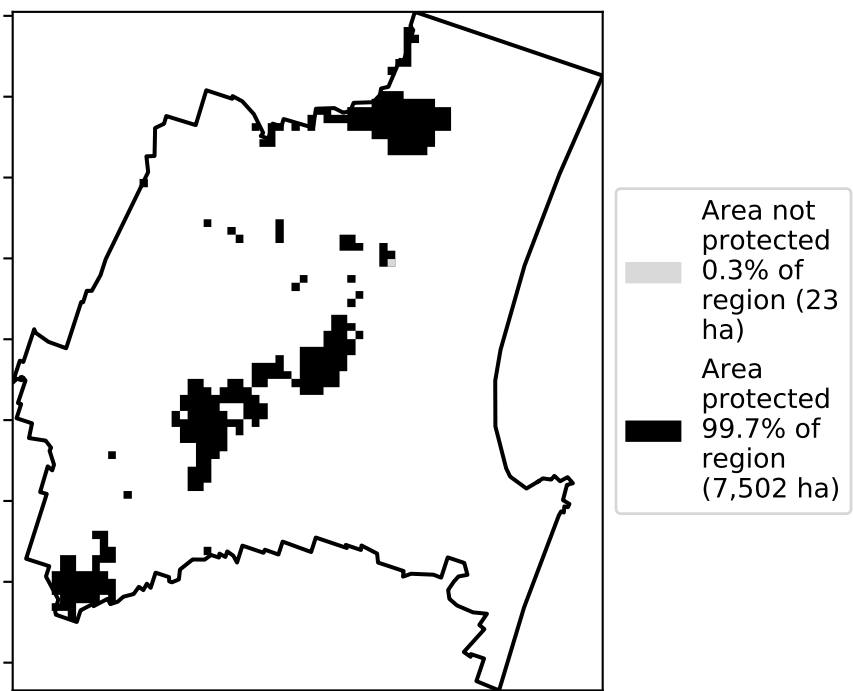 Area not
protected
0.3% of
region (23
ha)
Area
protected
99.7% of
region
(7,502 ha)